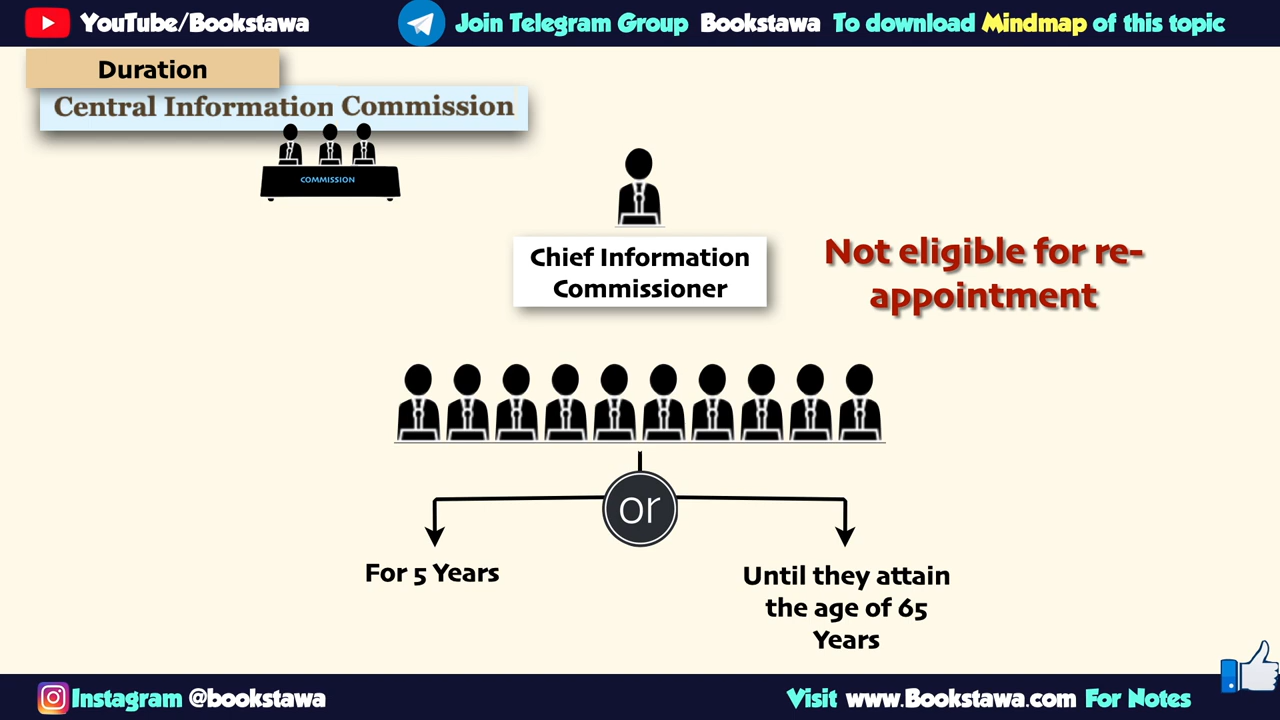 YouTube/Bookstawa
Join Telegram Group Bookstawa To download Mindmap of this topic
Duration
Central Information Commission
COMMISSION
Chief Information
Commissioner
Not eligible for re-
appointment
or
For 5 Years
Until they attain
the age of 65
Years
Instagram @bookstawa
Visit www.Bookstawa.com For Notes